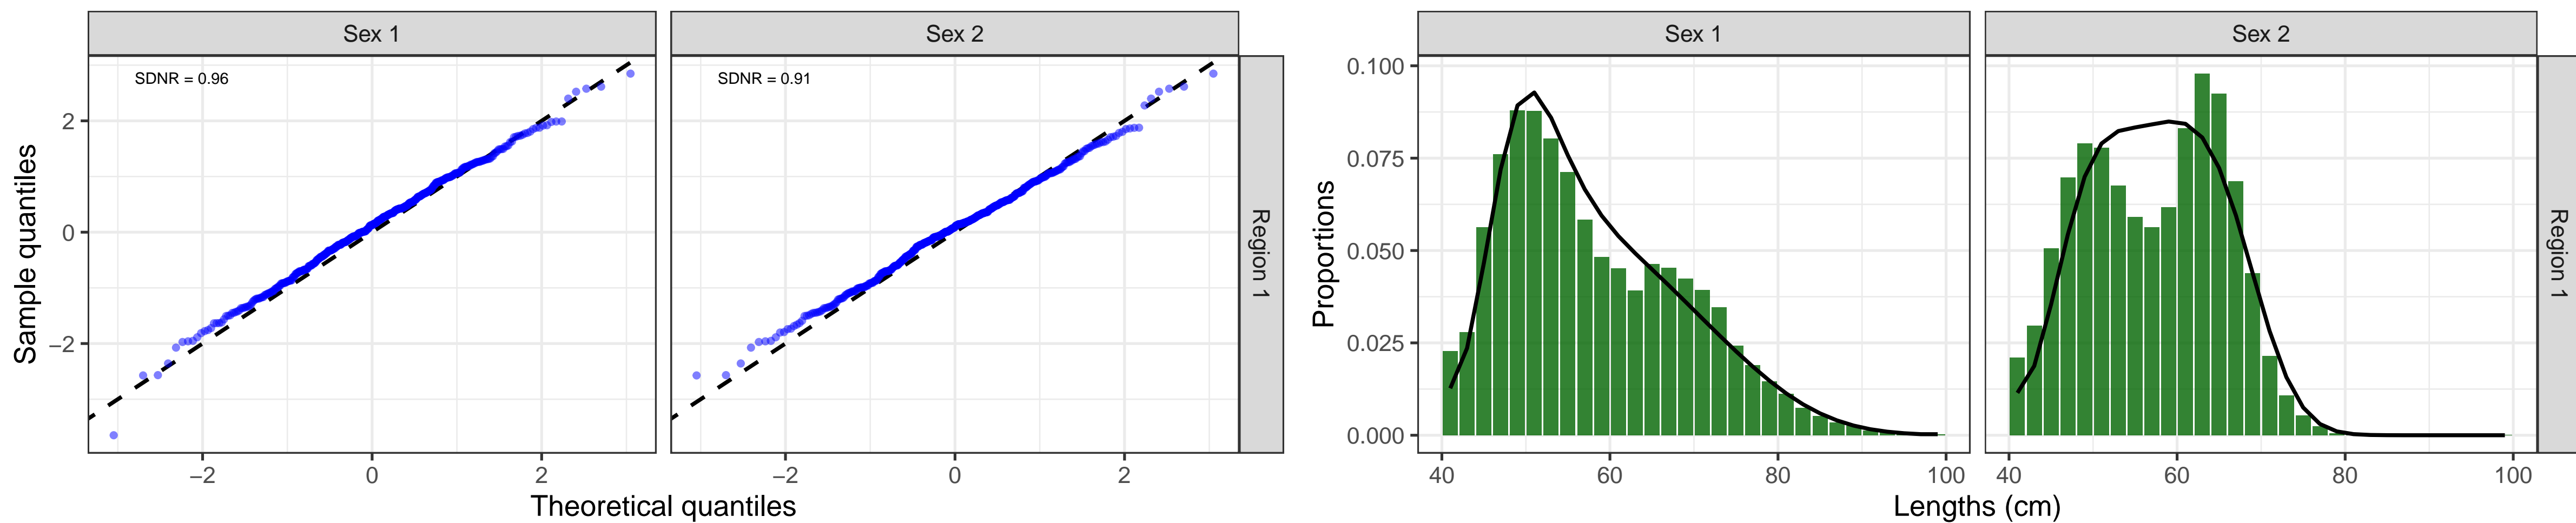 Sex 1
Sex 2
SDNR = 0.96
SDNR = 0.91
Region 1
Sample quantiles
2
0
−2
−2
0
2
−2
0
2
Theoretical quantiles
Sex 1
Sex 2
Region 1
Proportions
0.100
0.075
0.050
0.025
0.000
40
60
80
100
40
60
80
100
Lengths (cm)